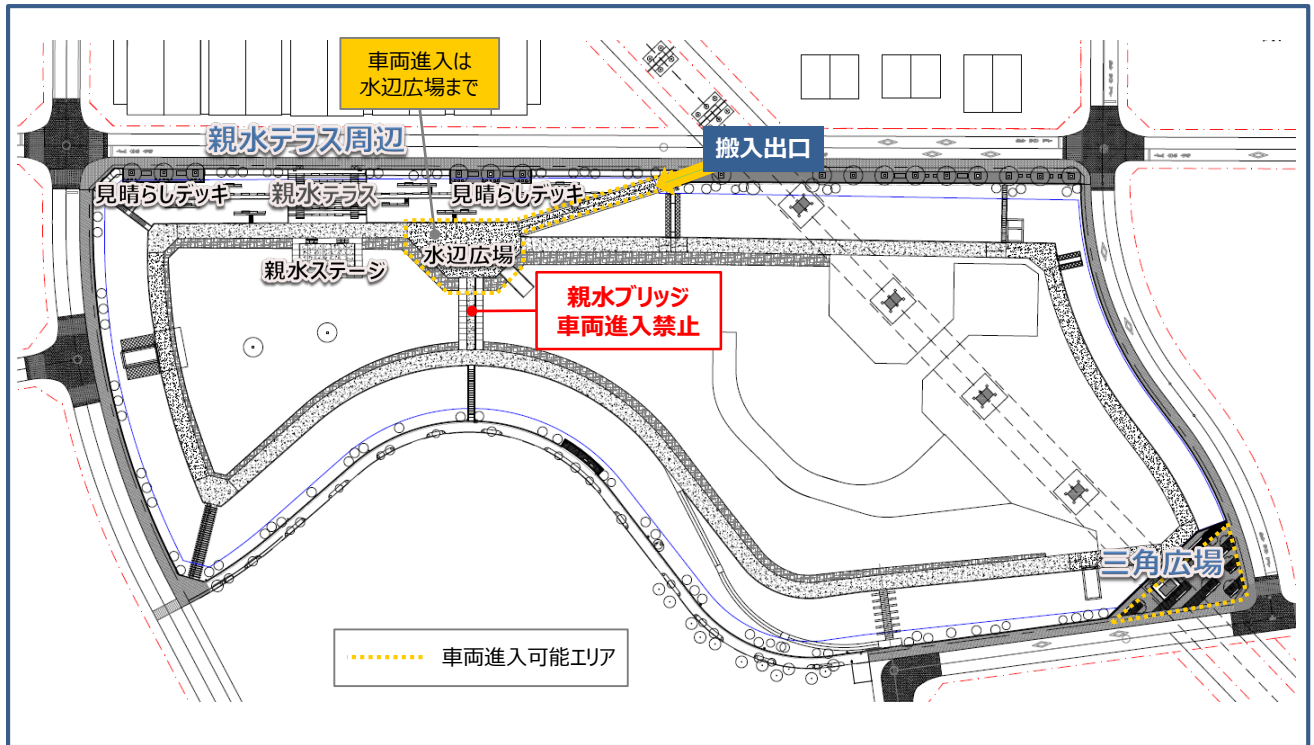 車両進入は
水辺広場まで
親水テラス周辺
搬入出口
見晴らしデッキ
親水テラス
見晴らしデッキ
水辺広場
親水ステージ
親水ブリッジ
車両進入禁止
三角広場
車両進入可能エリア